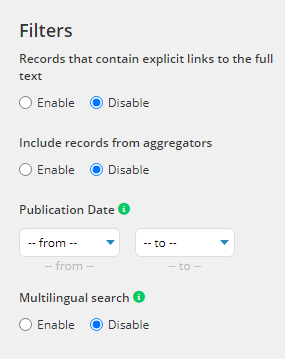 Filters
Records that contain explicit links to the full
text
Enable Disable
Include records from aggregators
Enable Disable
Publication Date
-- from -- -- to --
-- from -- -- to --
Multilingual search
Enable Disable